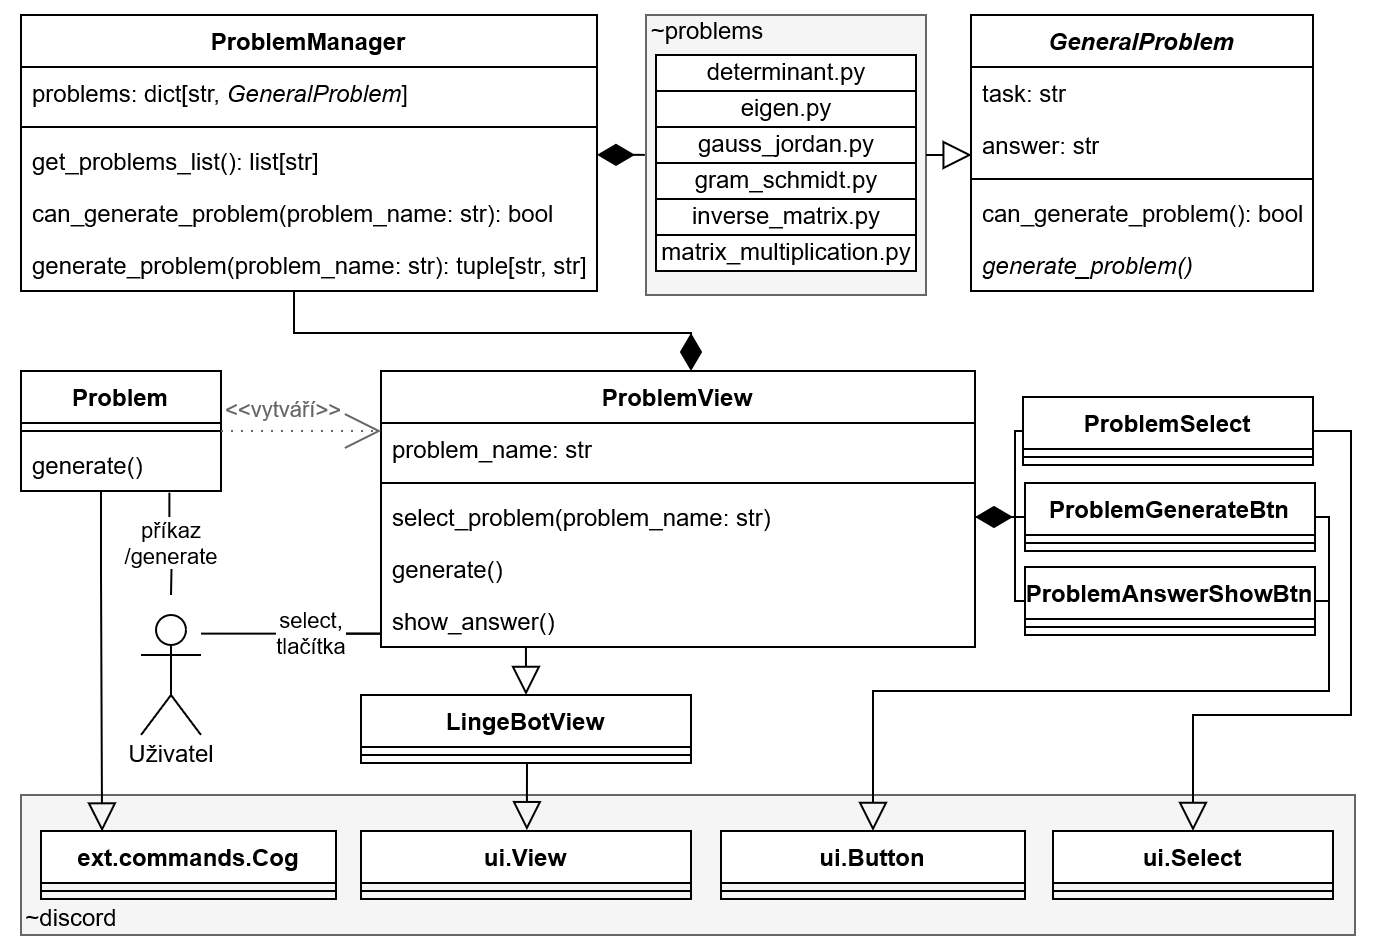 ProblemManager
problems: dict[str, GeneralProblem]
get_problems_list(): list[str]
can_generate_problem(problem_name: str): bool
generate_problem(problem_name: str): tuple[str, str]
~problems
determinant.py
eigen.py
gauss_jordan.py
gram_schmidt.py
inverse_matrix.py
matrix_multiplication.py
GeneralProblem
task: str
answer: str
can_generate_problem(): bool
generate_problem()
Problem
generate()
<<vytváří>>
ProblemView
problem_name: str
select_problem(problem_name: str)
generate()
show_answer()
ProblemSelect
ProblemGenerateBtn
ProblemAnswerShowBtn
příkaz
/generate
select,
tlačítka
Uživatel
LingeBotView
ext.commands.Cog
ui.View
ui.Button
ui.Select
~discord